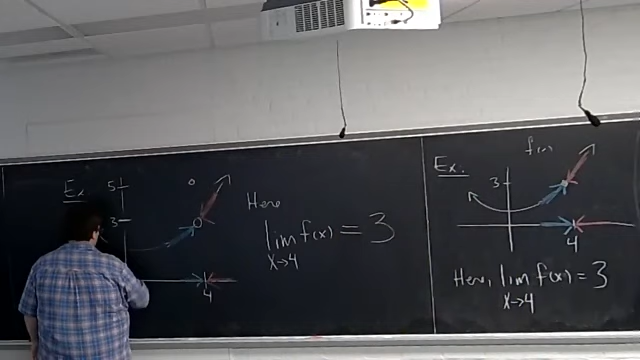 Ex.
5
3
4
Here
lim f(x) = 3
x→4
Ex.
f(x)
3
4
Here, lim f(x) = 3
x→4